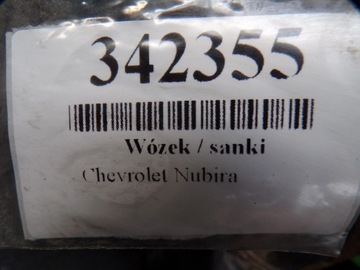 342355
Wózek / sanki
Chevrolet Nubira